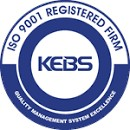 ISO 9001 REGISTERED FIRM
KEBS
QUALITY MANAGEMENT SYSTEM EXCELLENCE